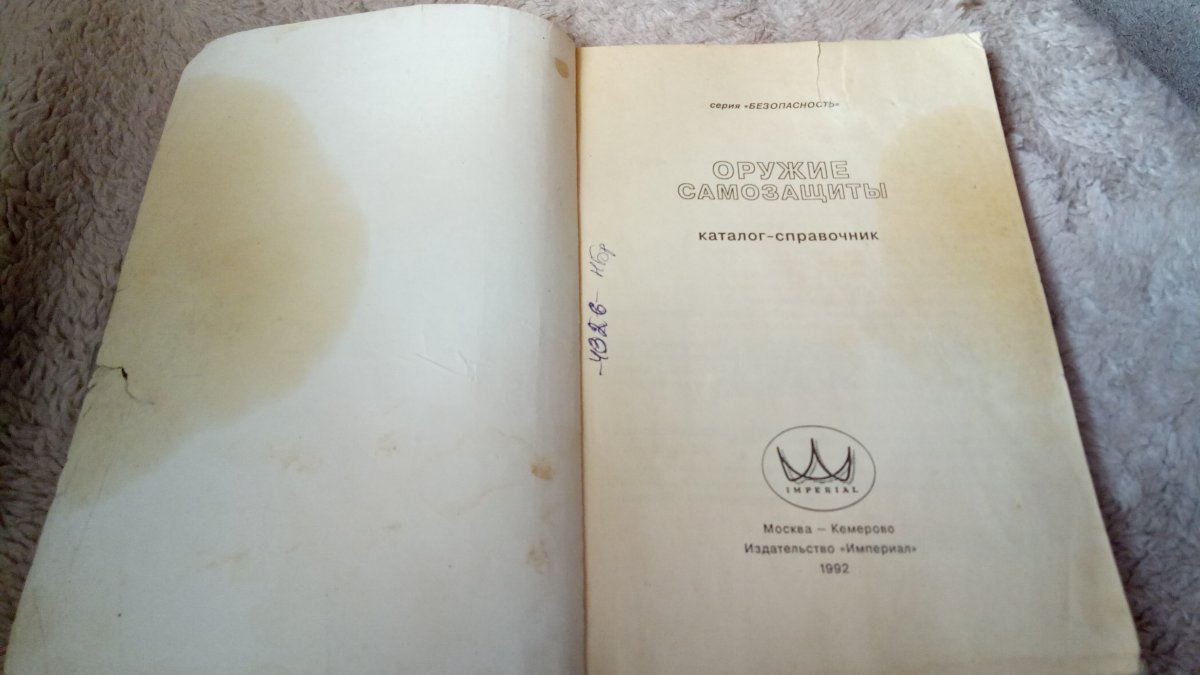 серия «БЕЗОПАСНОСТЬ»
ОРУЖИЕ
САМОЗАЩИТЫ
каталог-справочник
IMPERIAL
Москва — Кемерово
Издательство «Империал»
1992